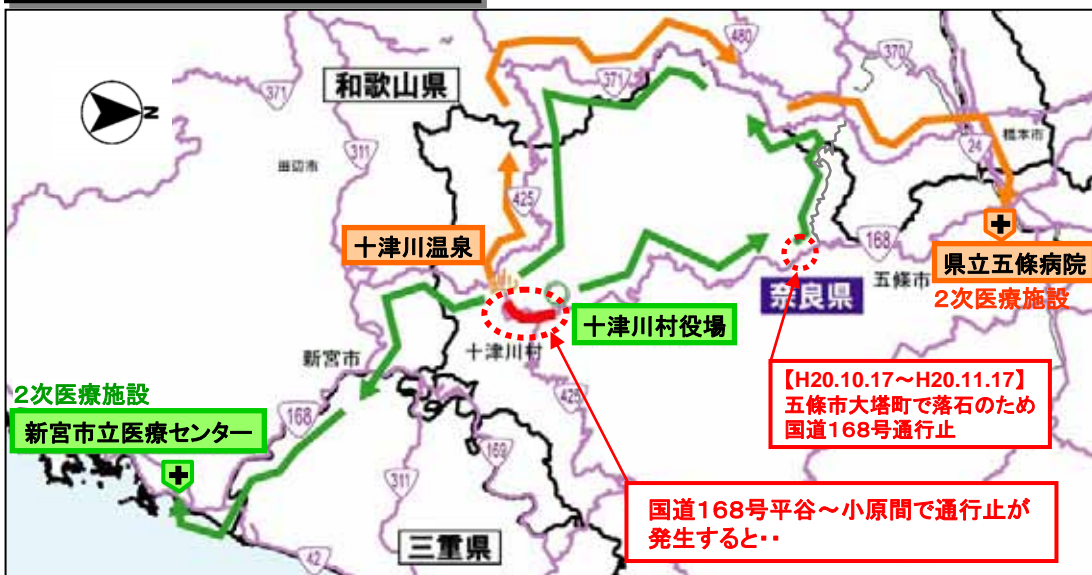 480
370
371
和歌山県
371
N
橋本市
311
24
田辺市
425
十津川温泉
168
県立五條病院
五條市
2次医療施設
奈良県
十津川村役場
十津川村
新宮市
【H20.10.17～H20.11.17】
五條市大塔町で落石のため
国道168号通行止
2次医療施設
新宮市立医療センター
168
425
169
311
国道168号平谷～小原間で通行止が
発生すると・・
三重県
42